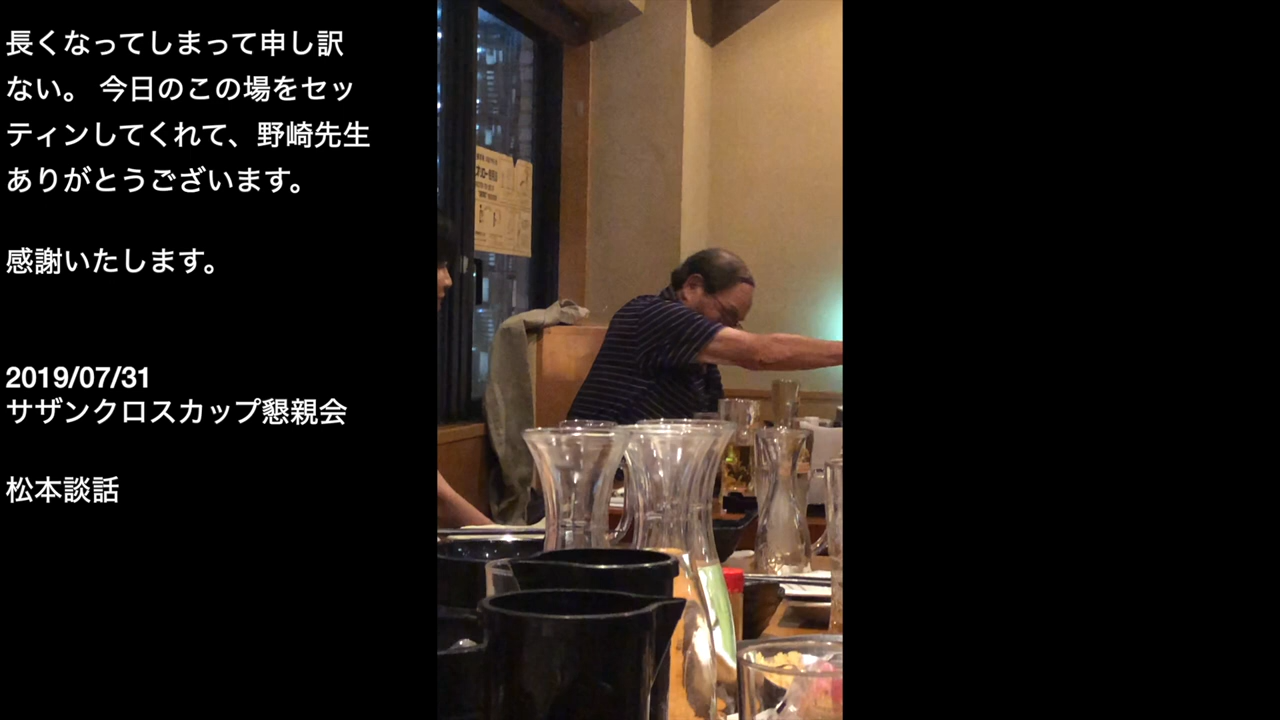 長くなってしまって申し訳
ない。 今日のこの場をセッ
ティンしてくれて、野崎先生
ありがとうございます。
感謝いたします。
2019/07/31
サザンクロスカップ懇親会
松本談話